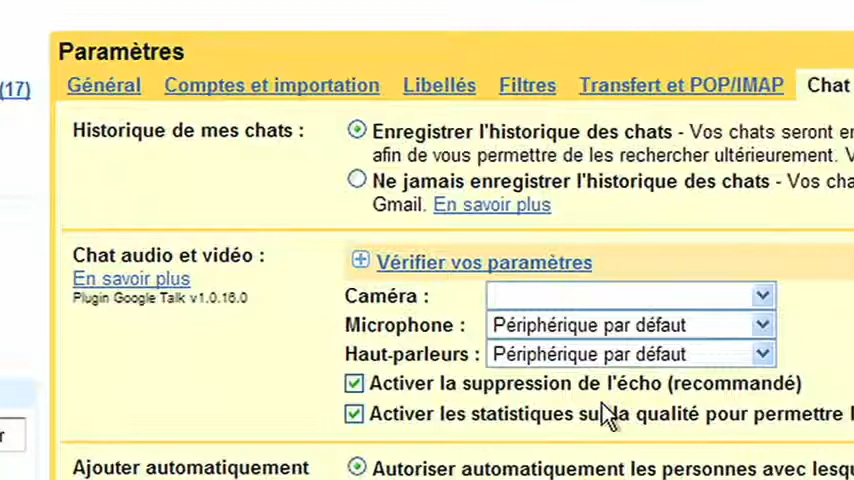 Paramètres
(17)
Général Comptes et importation Libellés Filtres Transfert et POP/IMAP Chat
Historique de mes chats : Enregistrer l'historique des chats - Vos chats seront
afin de vous permettre de les rechercher ultérieurement.
Ne jamais enregistrer l'historique des chats - Vos
Gmail. En savoir plus
Chat audio et vidéo : Vérifier vos paramètres
En savoir plus
Plugin Google Talk v1.0.16.0
Caméra :
Microphone : Périphérique par défaut
Haut-parleurs : Périphérique par défaut
Activer la suppression de l'écho (recommandé)
Activer les statistiques sur la qualité pour permettre
Ajouter automatiquement Autoriser automatiquement les personnes avec